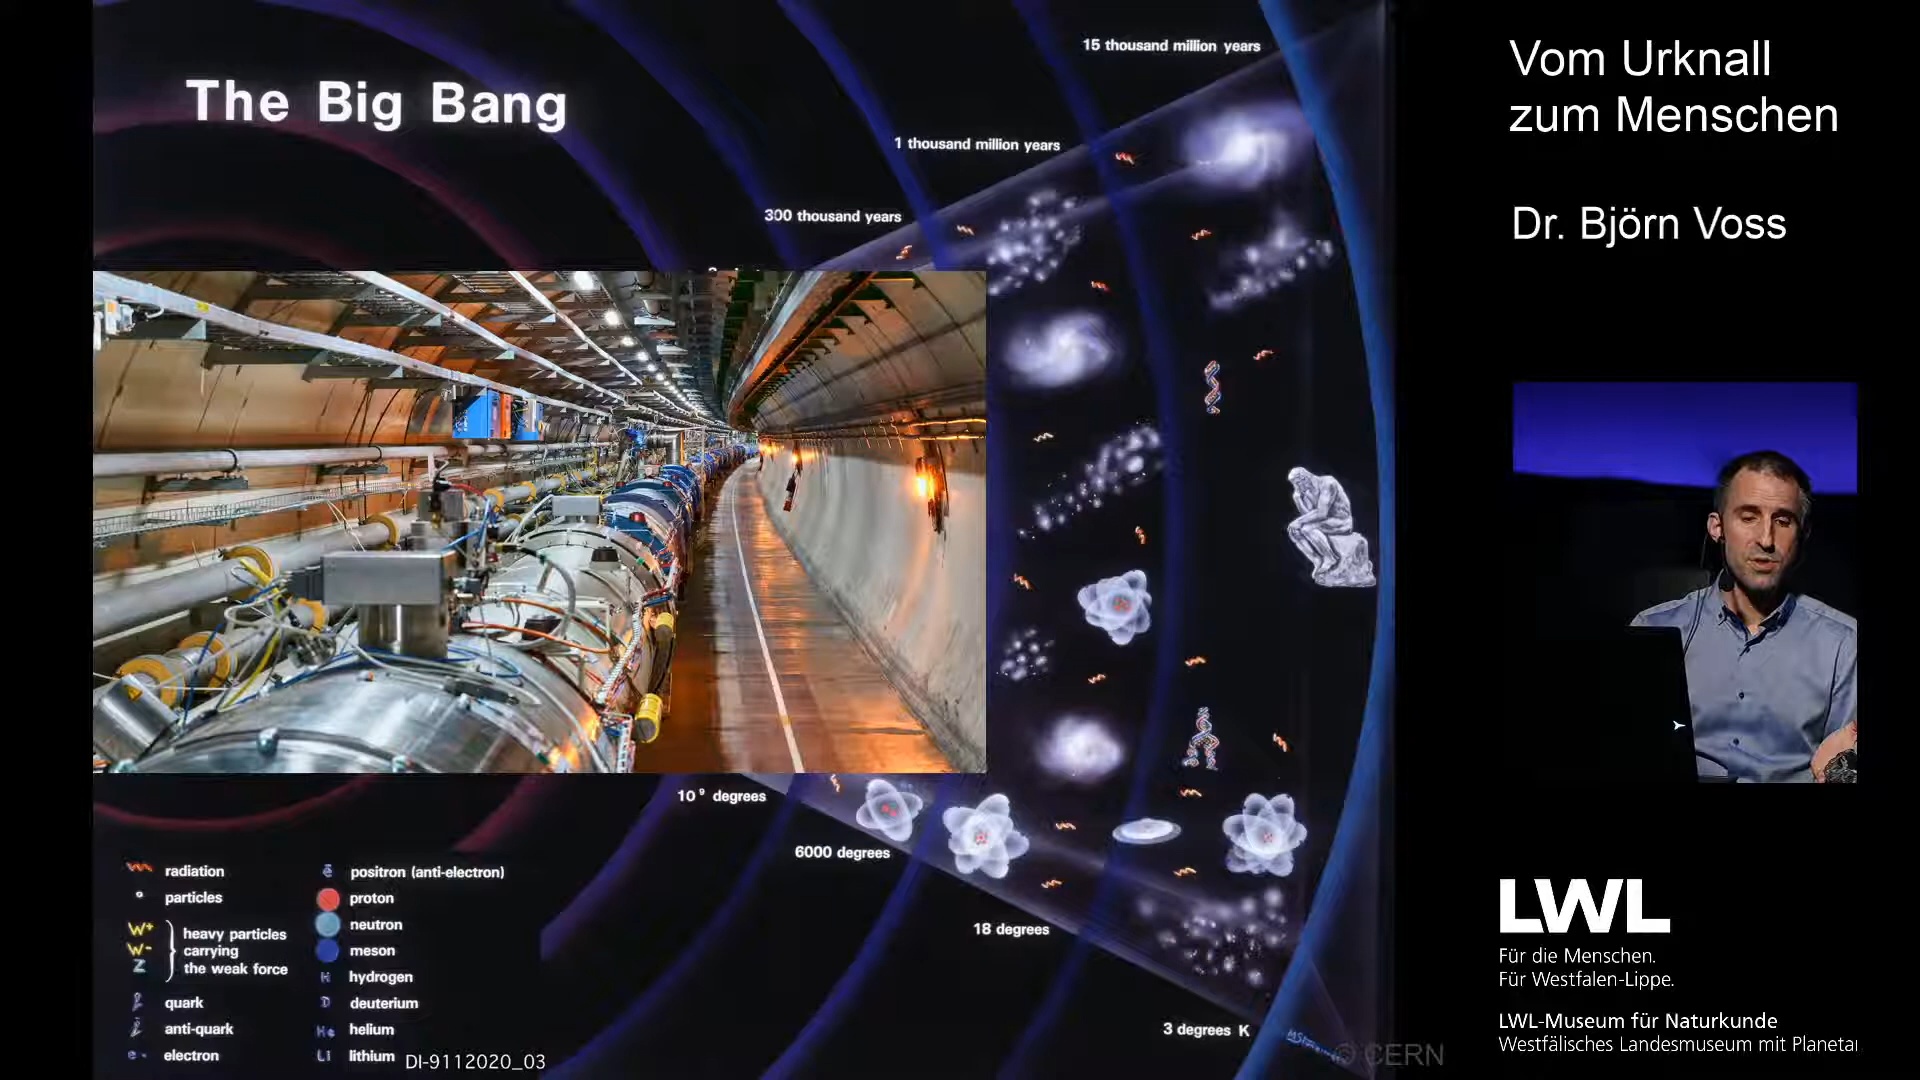 The Big Bang
15 thousand million years
1 thousand million years
300 thousand years
10⁹ degrees
6000 degrees
18 degrees
3 degrees K
radiation
particles
W+
W-
Z
heavy particles
carrying
the weak force
quark
anti-quark
e- electron
positron (anti-electron)
proton
neutron
meson
H hydrogen
D deuterium
He helium
Li lithium
DI-9112020_03
© CERN
Vom Urknall
zum Menschen
Dr. Björn Voss
LWL
Für die Menschen.
Für Westfalen-Lippe.
LWL-Museum für Naturkunde
Westfälisches Landesmuseum mit Planeta